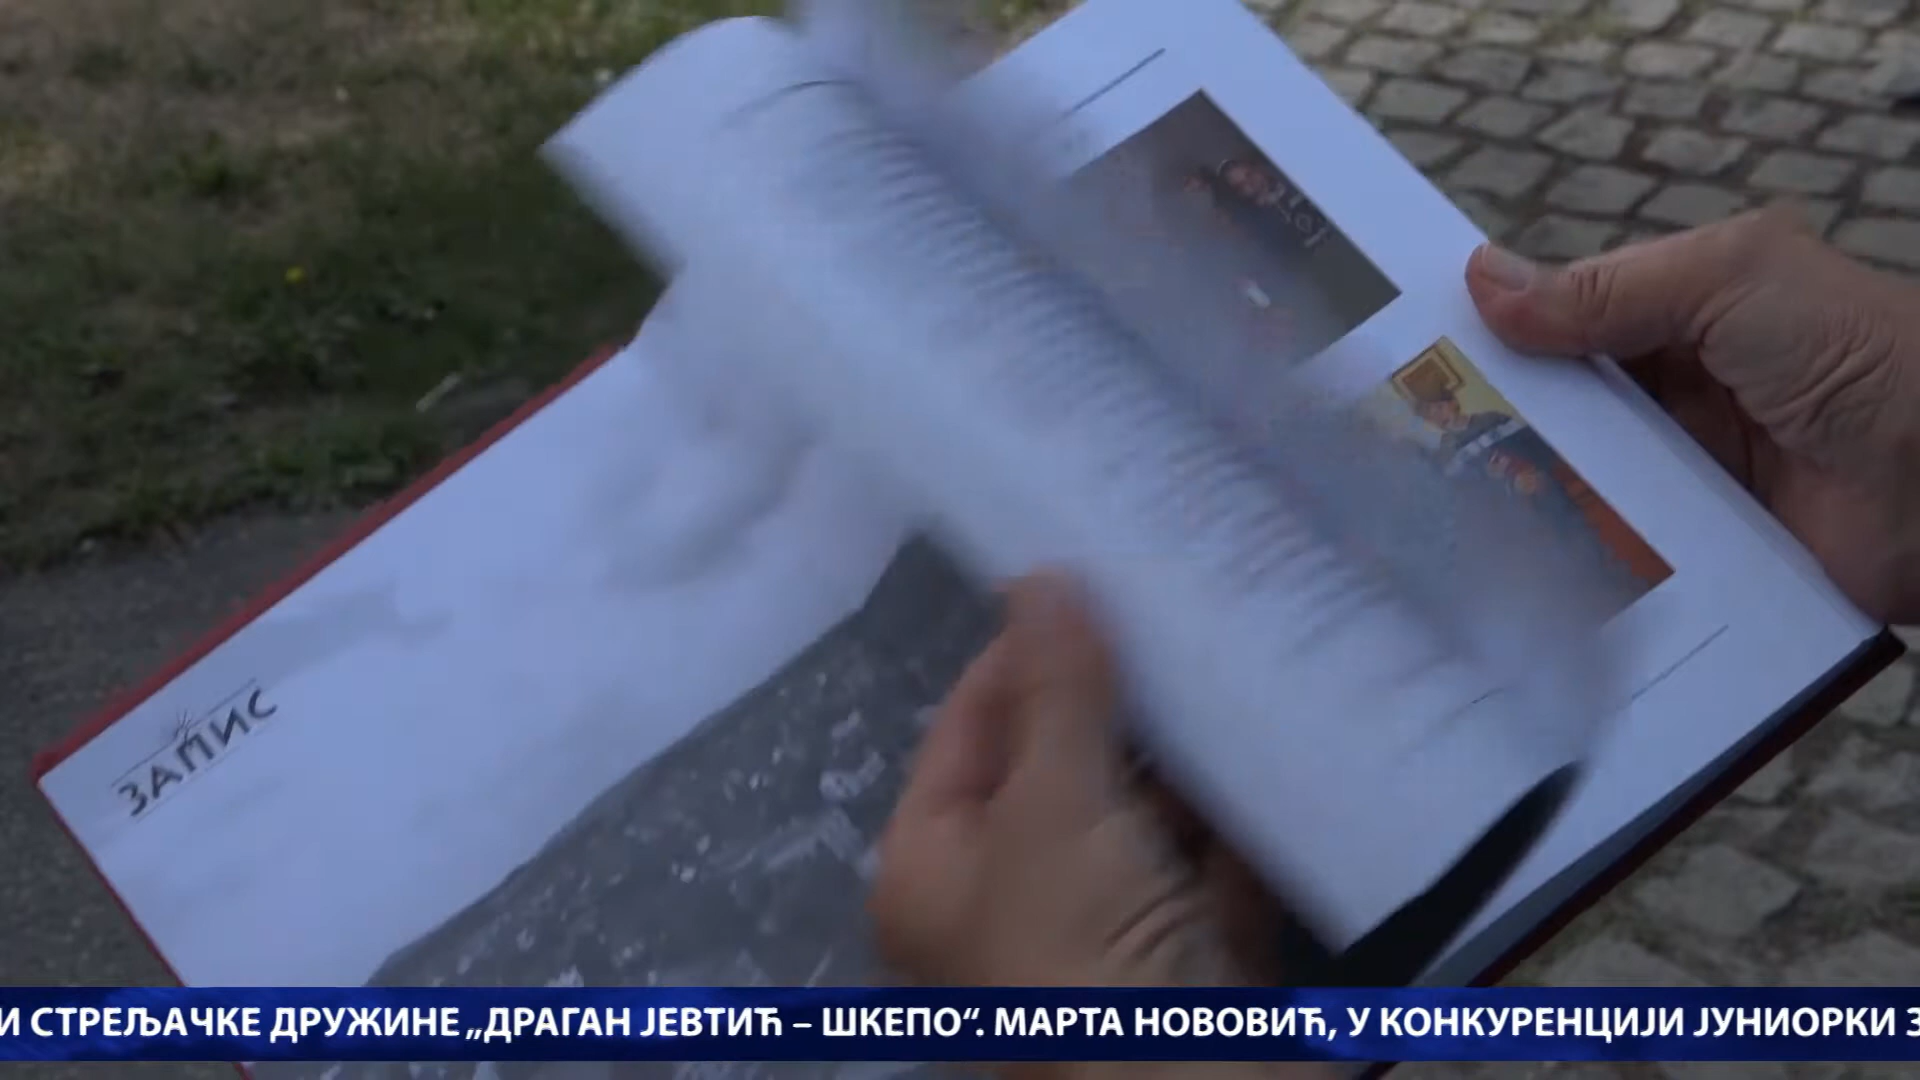 ЗАПИС
И СТРЕЉАЧКЕ ДРУЖИНЕ „ДРАГАН ЈЕВТИЋ – ШКЕПО“. МАРТА НОВОВИЋ, У КОНКУРЕНЦИЈИ ЈУНИОРКИ З